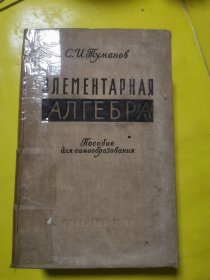 С.И.Туманов
ЭЛЕМЕНТАРНАЯ
АЛГЕБРА
Пособие
для самообразования